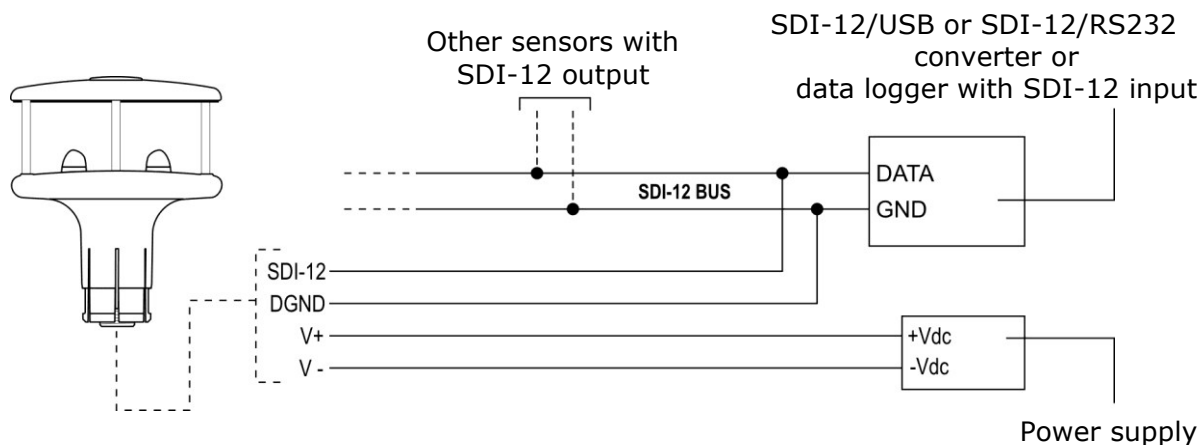 Other sensors with
SDI-12 output
SDI-12/USB or SDI-12/RS232
converter or
data logger with SDI-12 input
DATA
SDI-12 BUS
GND
SDI-12
DGND
V+
+Vdc
V -
-Vdc
Power supply